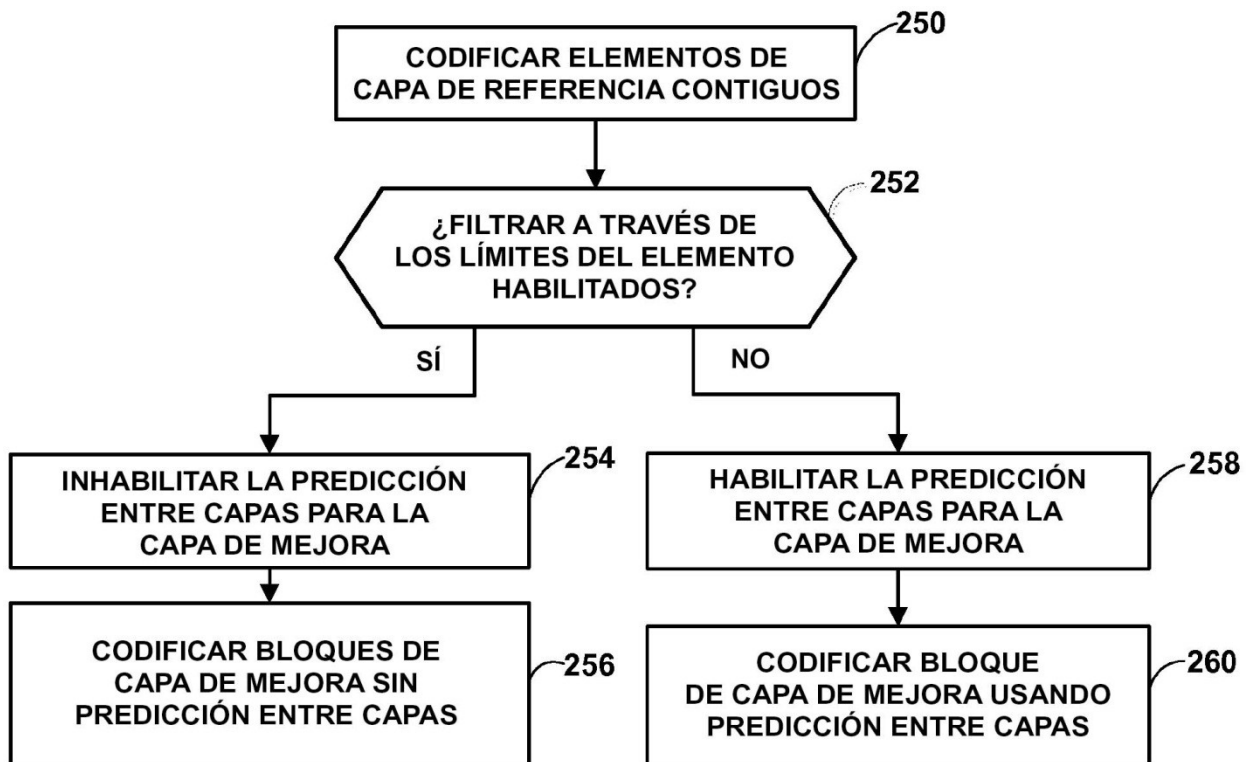 250
CODIFICAR ELEMENTOS DE
CAPA DE REFERENCIA CONTIGUOS
252
¿FILTRAR A TRAVÉS DE
LOS LÍMITES DEL ELEMENTO
HABILITADOS?
SÍ
NO
254
INHABILITAR LA PREDICCIÓN
ENTRE CAPAS PARA LA
CAPA DE MEJORA
258
HABILITAR LA PREDICCIÓN
ENTRE CAPAS PARA LA
CAPA DE MEJORA
256
CODIFICAR BLOQUES DE
CAPA DE MEJORA SIN
PREDICCIÓN ENTRE CAPAS
260
CODIFICAR BLOQUE
DE CAPA DE MEJORA USANDO
PREDICCIÓN ENTRE CAPAS